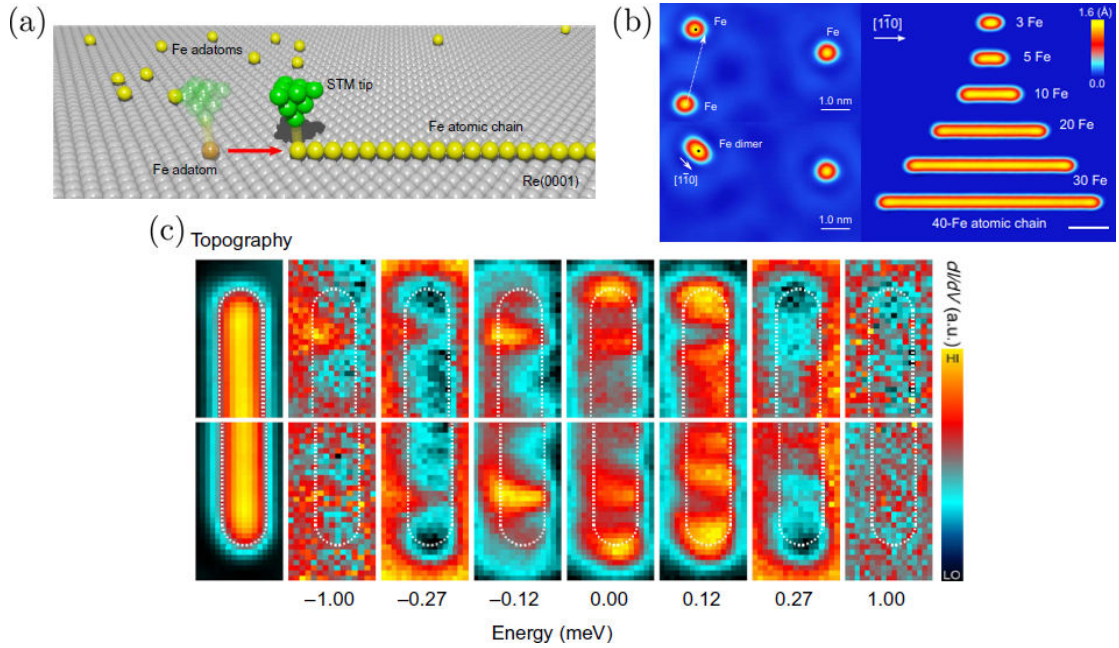 (a)
Fe adatoms
STM tip
Fe atomic chain
Fe adatom
Re(0001)
(b)
Fe
Fe
Fe
1.0 nm
Fe dimer
[11̄0]
1.0 nm
[11̄0]
1.6 (Å)
0.0
3 Fe
5 Fe
10 Fe
20 Fe
30 Fe
40-Fe atomic chain
(c)
Topography
dI/dV (a.u.)
HI
LO
–1.00 –0.27 –0.12 0.00 0.12 0.27 1.00
Energy (meV)